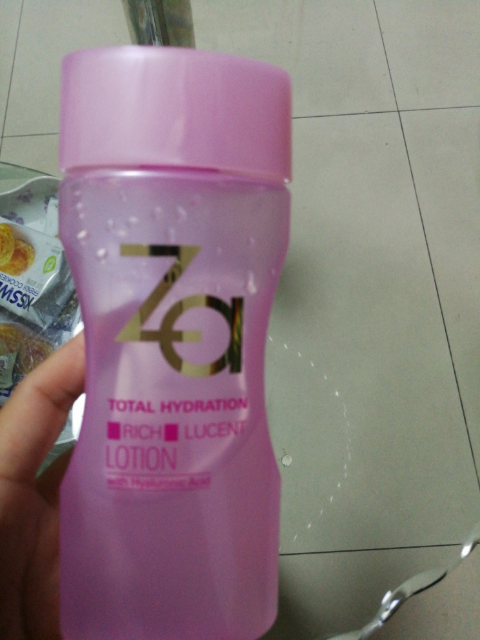 Za
TOTAL HYDRATION
RICH LUCENT
LOTION
with Hyaluronic Acid